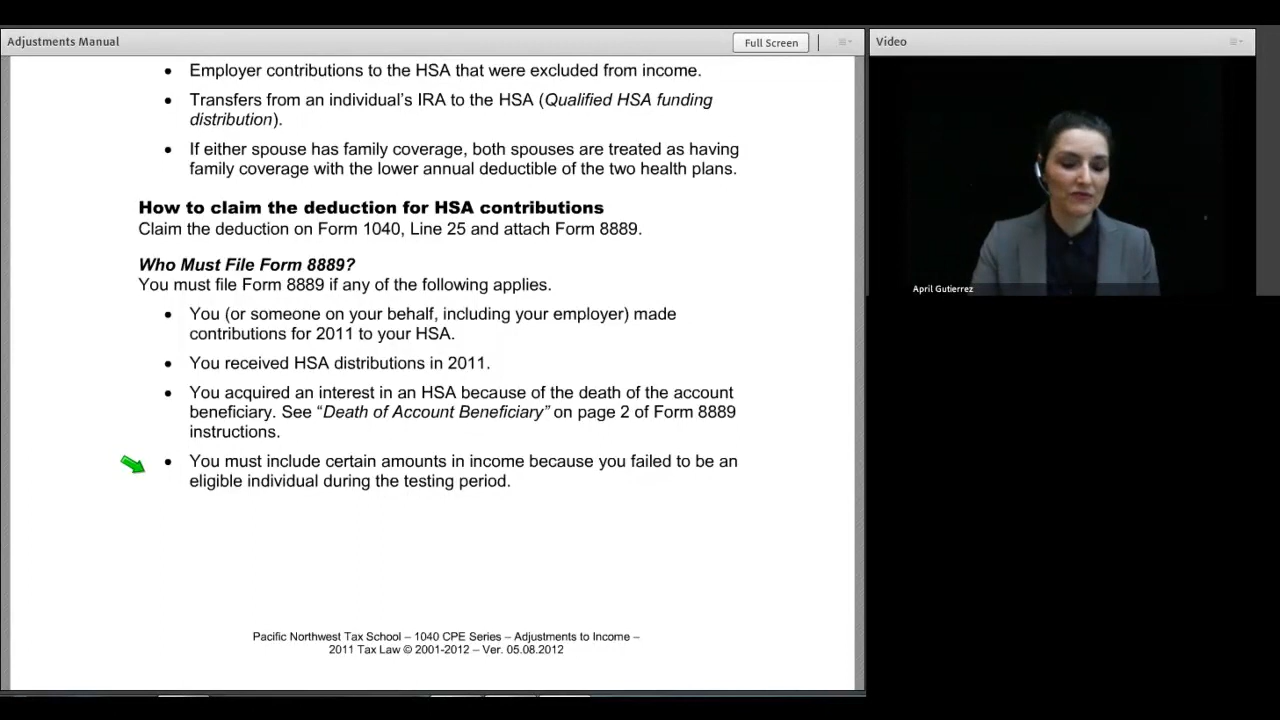 Adjustments Manual
Full Screen
Video
• Employer contributions to the HSA that were excluded from income.
• Transfers from an individual’s IRA to the HSA (Qualified HSA funding
distribution).
• If either spouse has family coverage, both spouses are treated as having
family coverage with the lower annual deductible of the two health plans.
How to claim the deduction for HSA contributions
Claim the deduction on Form 1040, Line 25 and attach Form 8889.
Who Must File Form 8889?
You must file Form 8889 if any of the following applies.
• You (or someone on your behalf, including your employer) made
contributions for 2011 to your HSA.
• You received HSA distributions in 2011.
• You acquired an interest in an HSA because of the death of the account
beneficiary. See “Death of Account Beneficiary” on page 2 of Form 8889
instructions.
• You must include certain amounts in income because you failed to be an
eligible individual during the testing period.
Pacific Northwest Tax School – 1040 CPE Series – Adjustments to Income –
2011 Tax Law © 2001-2012 – Ver. 05.08.2012
April Gutierrez